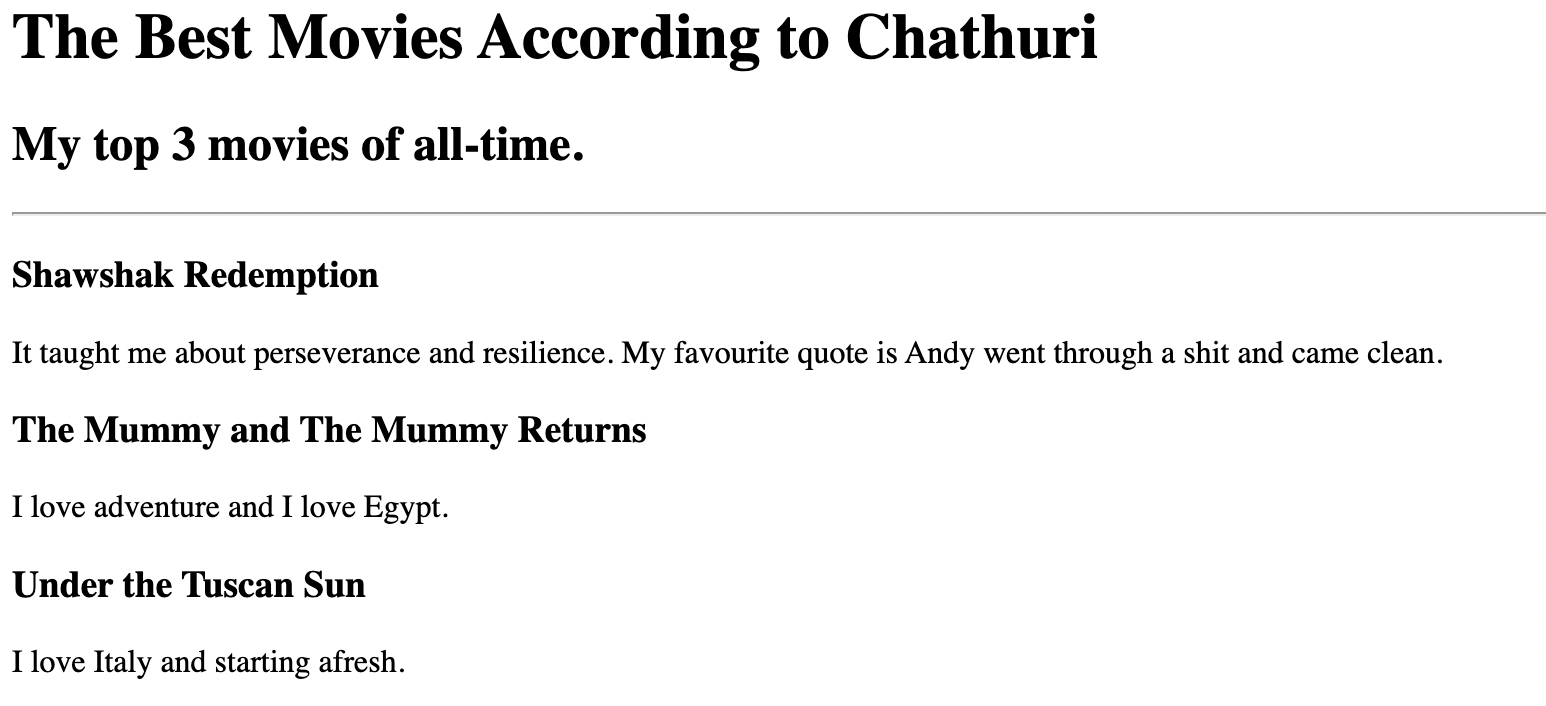 The Best Movies According to Chathuri
My top 3 movies of all-time.
Shawshak Redemption
It taught me about perseverance and resilience. My favourite quote is Andy went through a shit and came clean.
The Mummy and The Mummy Returns
I love adventure and I love Egypt.
Under the Tuscan Sun
I love Italy and starting afresh.